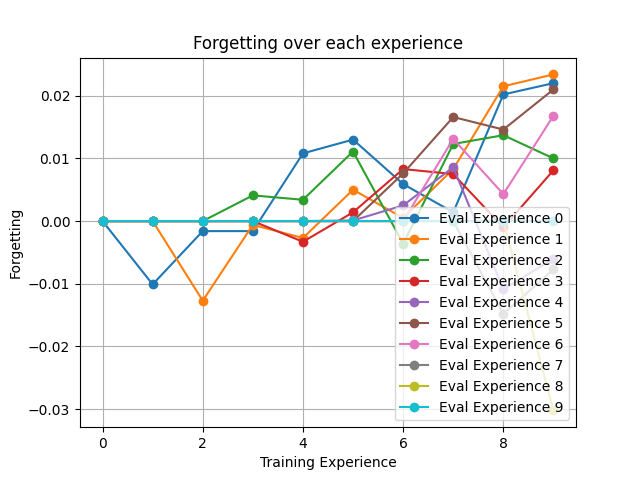 Forgetting over each experience
Forgetting
0.02
0.01
0.00
−0.01
−0.02
−0.03
0
2
4
6
8
Training Experience
Eval Experience 0
Eval Experience 1
Eval Experience 2
Eval Experience 3
Eval Experience 4
Eval Experience 5
Eval Experience 6
Eval Experience 7
Eval Experience 8
Eval Experience 9